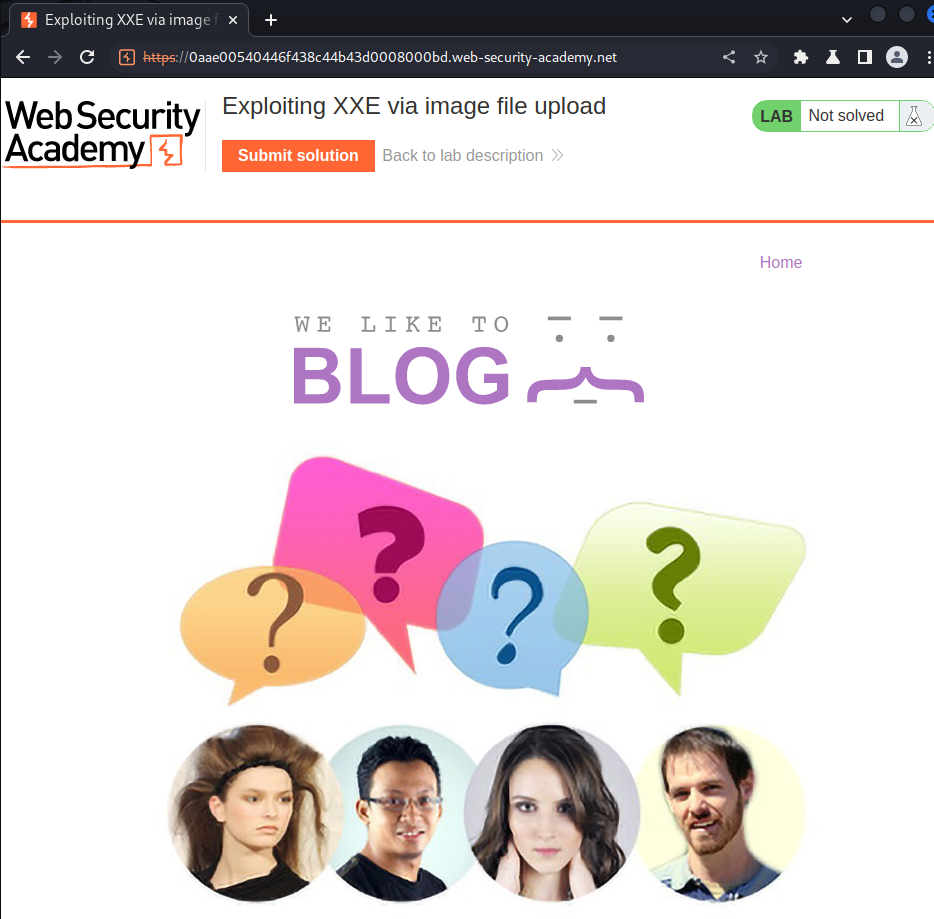 Exploiting XXE via image f
https://0aae00540446f438c44b43d0008000bd.web-security-academy.net
Web Security
Academy
Exploiting XXE via image file upload
LAB Not solved
Submit solution Back to lab description
Home
WE LIKE TO
BLOG
? ? ? ?